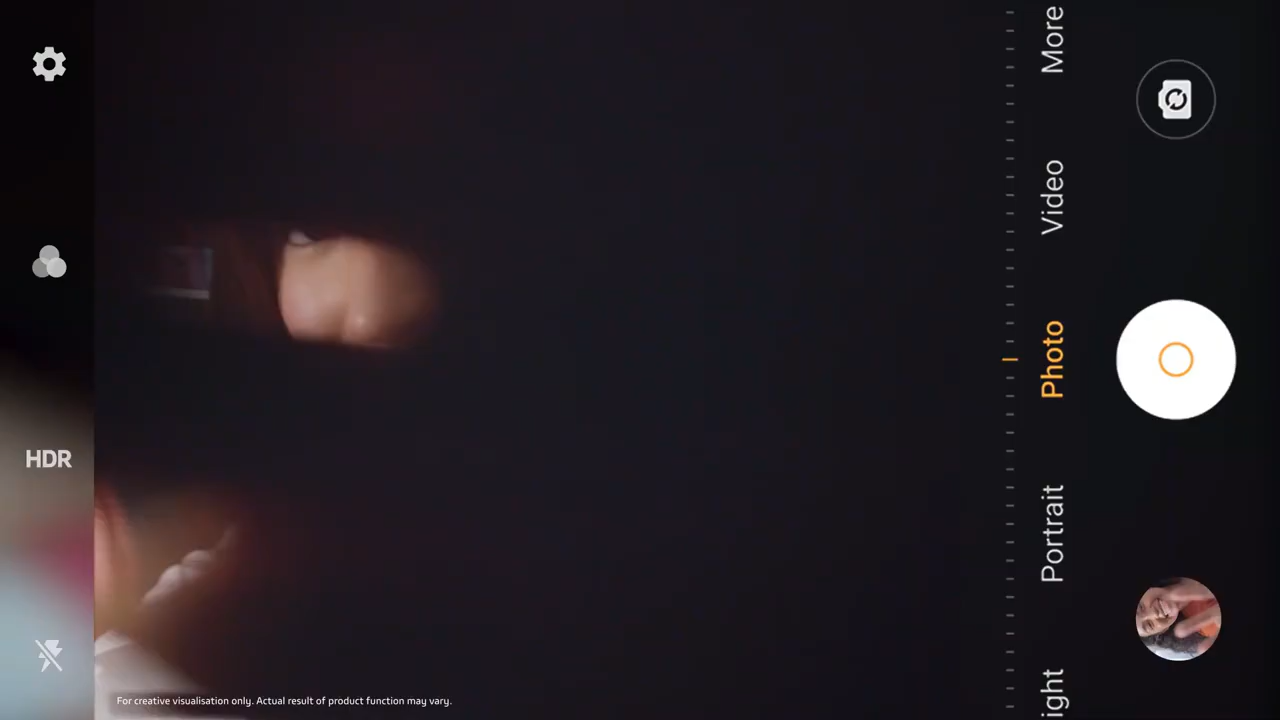 HDR
More
Video
Photo
Portrait
ight
For creative visualisation only. Actual result of product function may vary.